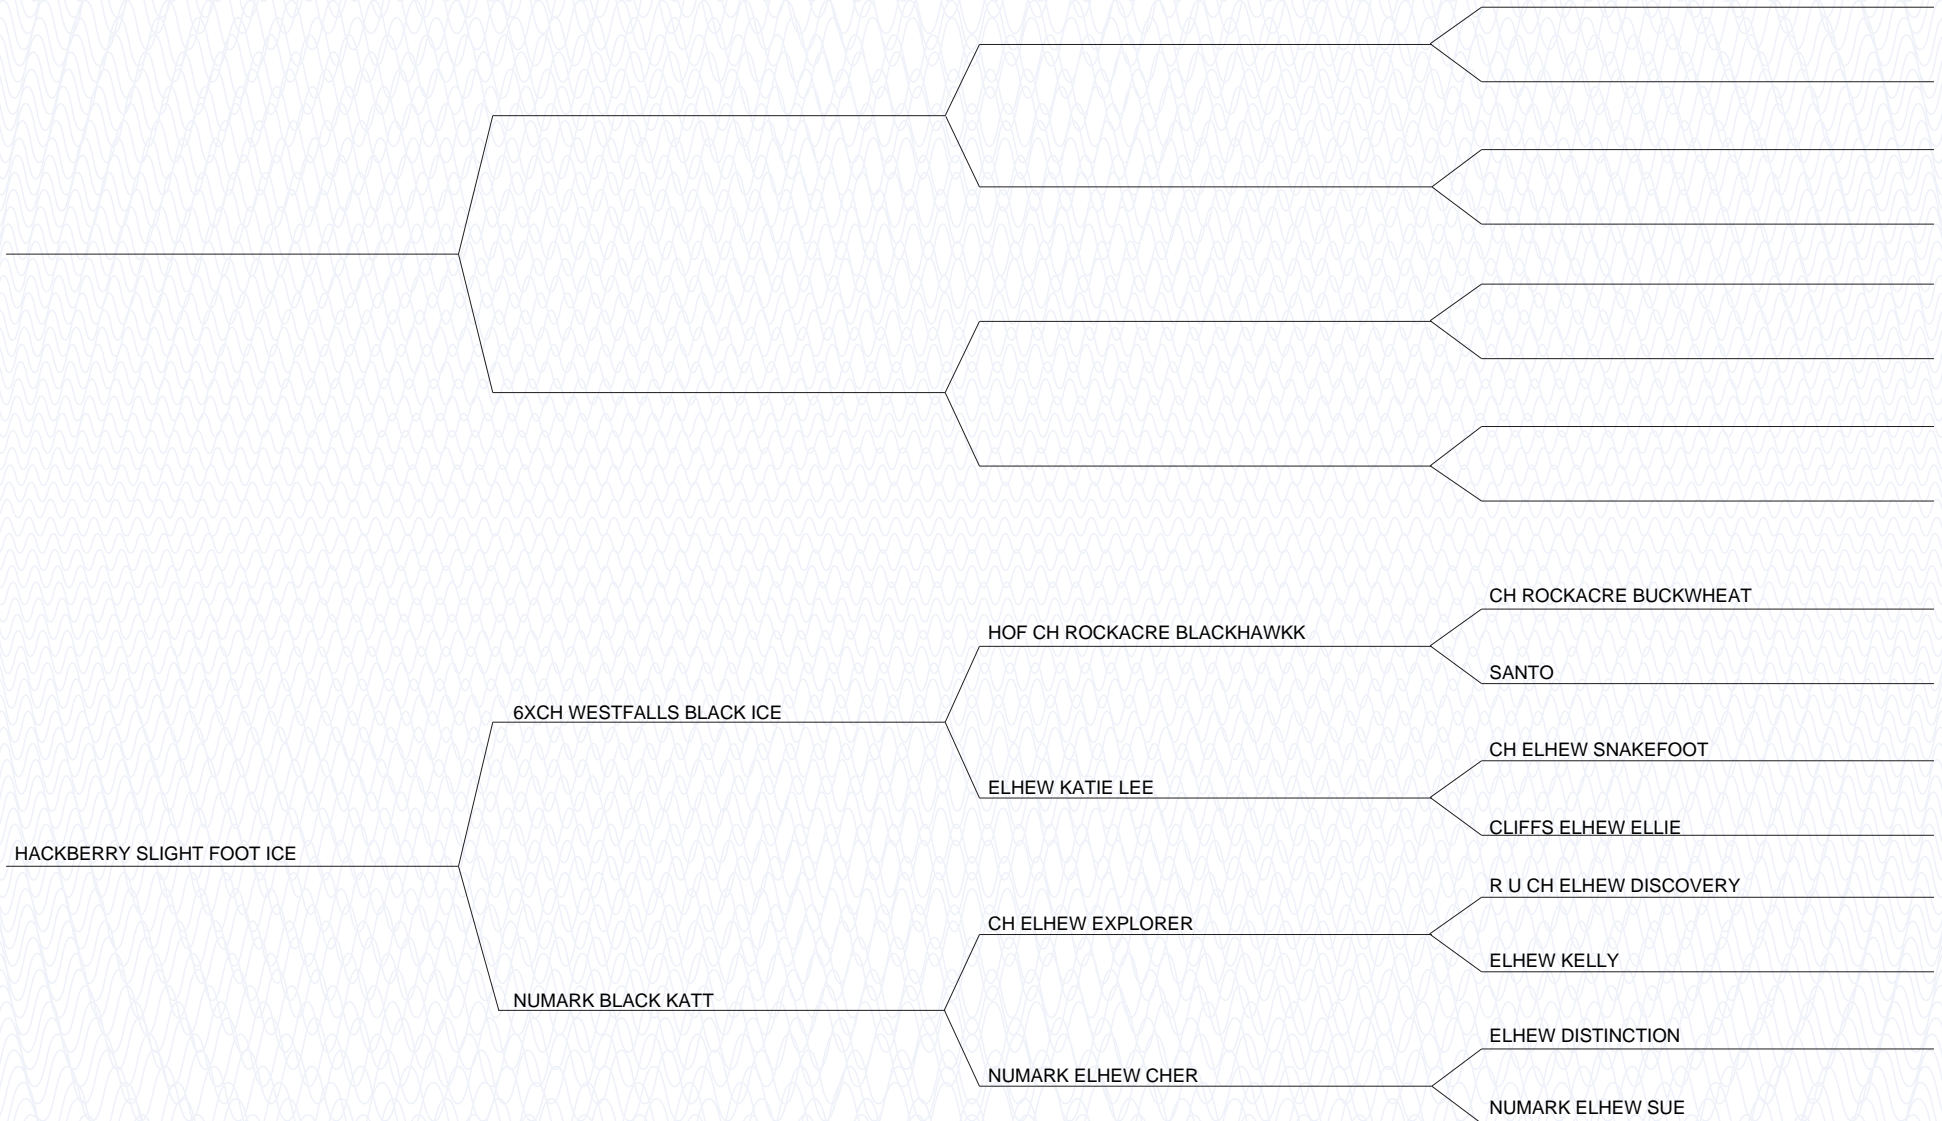 CH ROCKACRE BUCKWHEAT
HOF CH ROCKACRE BLACKHAWKK
SANTO
6XCH WESTFALLS BLACK ICE
CH ELHEW SNAKEFOOT
ELHEW KATIE LEE
CLIFFS ELHEW ELLIE
HACKBERRY SLIGHT FOOT ICE
R U CH ELHEW DISCOVERY
CH ELHEW EXPLORER
ELHEW KELLY
NUMARK BLACK KATT
ELHEW DISTINCTION
NUMARK ELHEW CHER
NUMARK ELHEW SUE